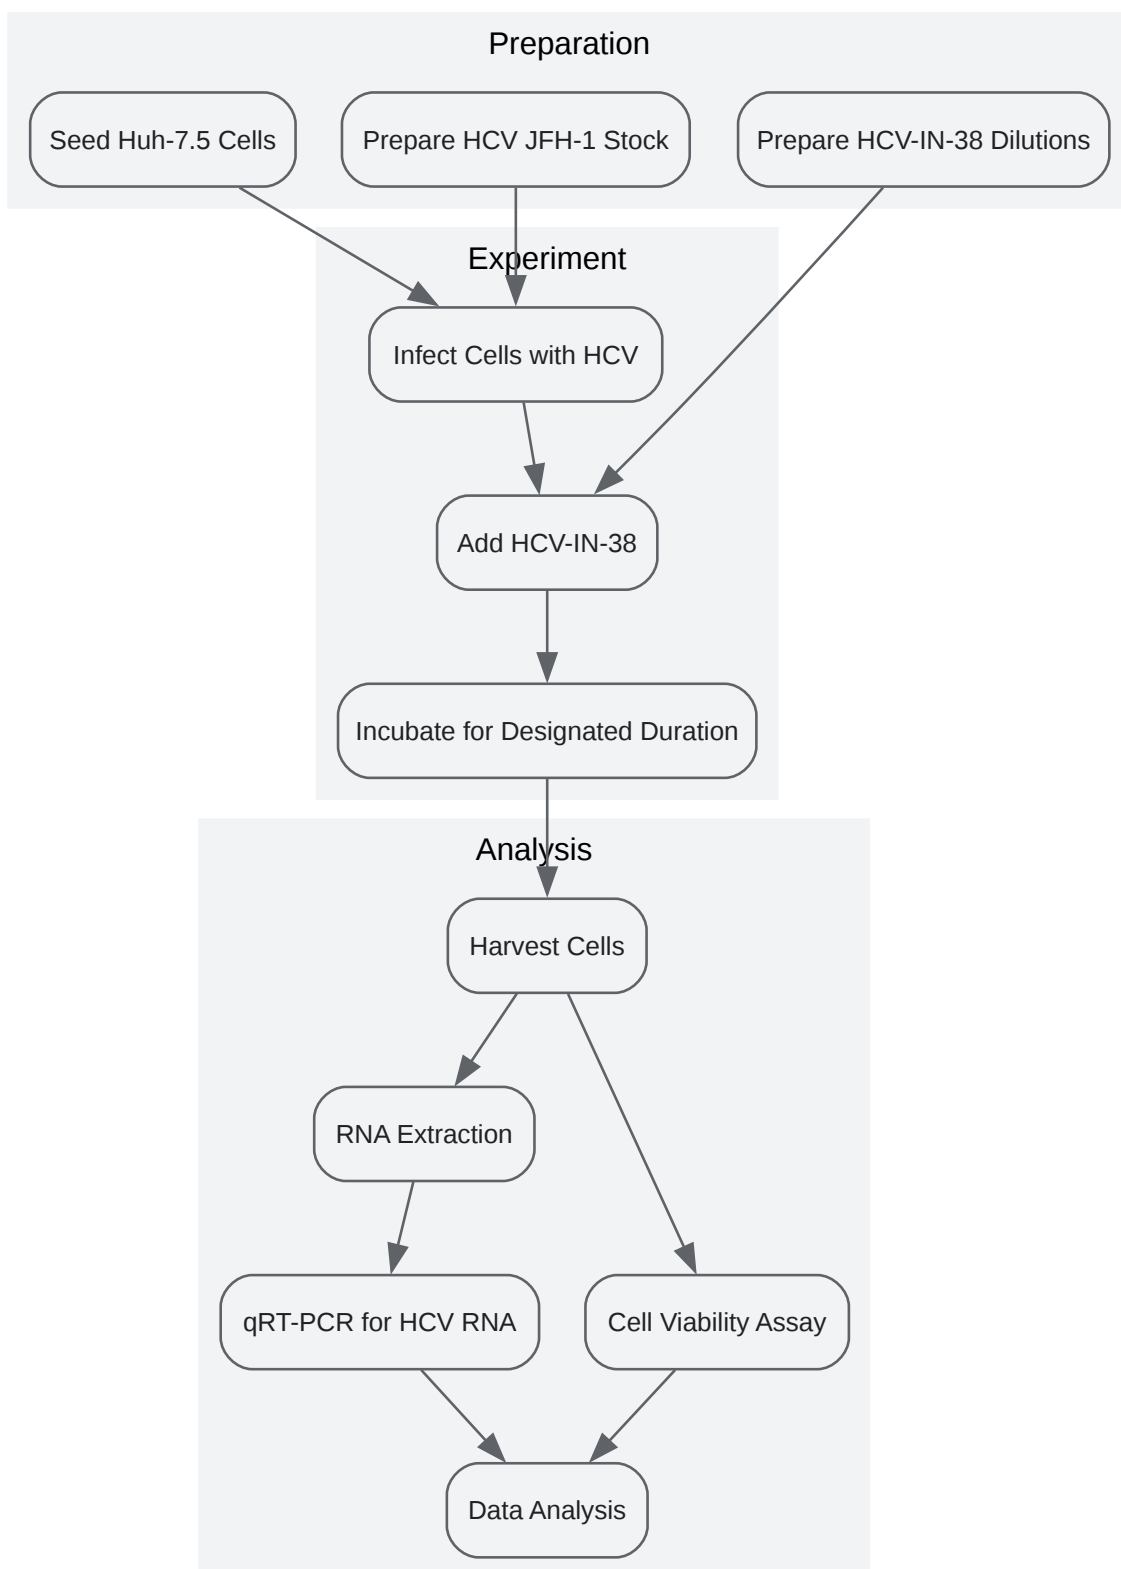 Preparation
Seed Huh-7.5 Cells
Prepare HCV JFH-1 Stock
Prepare HCV-IN-38 Dilutions
Experiment
Infect Cells with HCV
Add HCV-IN-38
Incubate for Designated Duration
Analysis
Harvest Cells
RNA Extraction
qRT-PCR for HCV RNA
Cell Viability Assay
Data Analysis